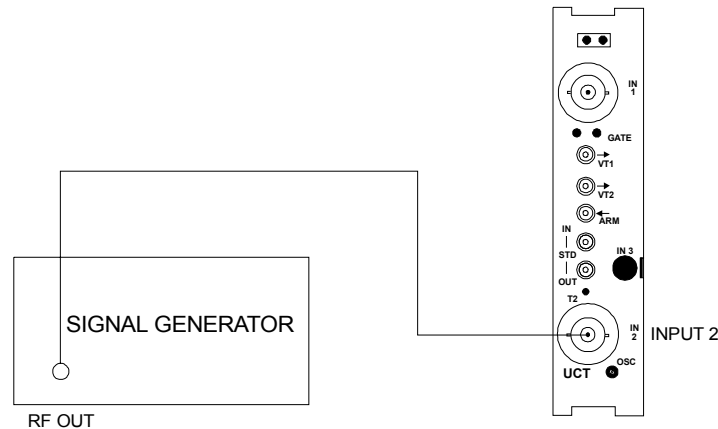 IN
1
GATE
VT1
VT2
ARM
IN
STD
OUT
IN 3
T2
IN
2
INPUT 2
OSC
UCT
SIGNAL GENERATOR
RF OUT